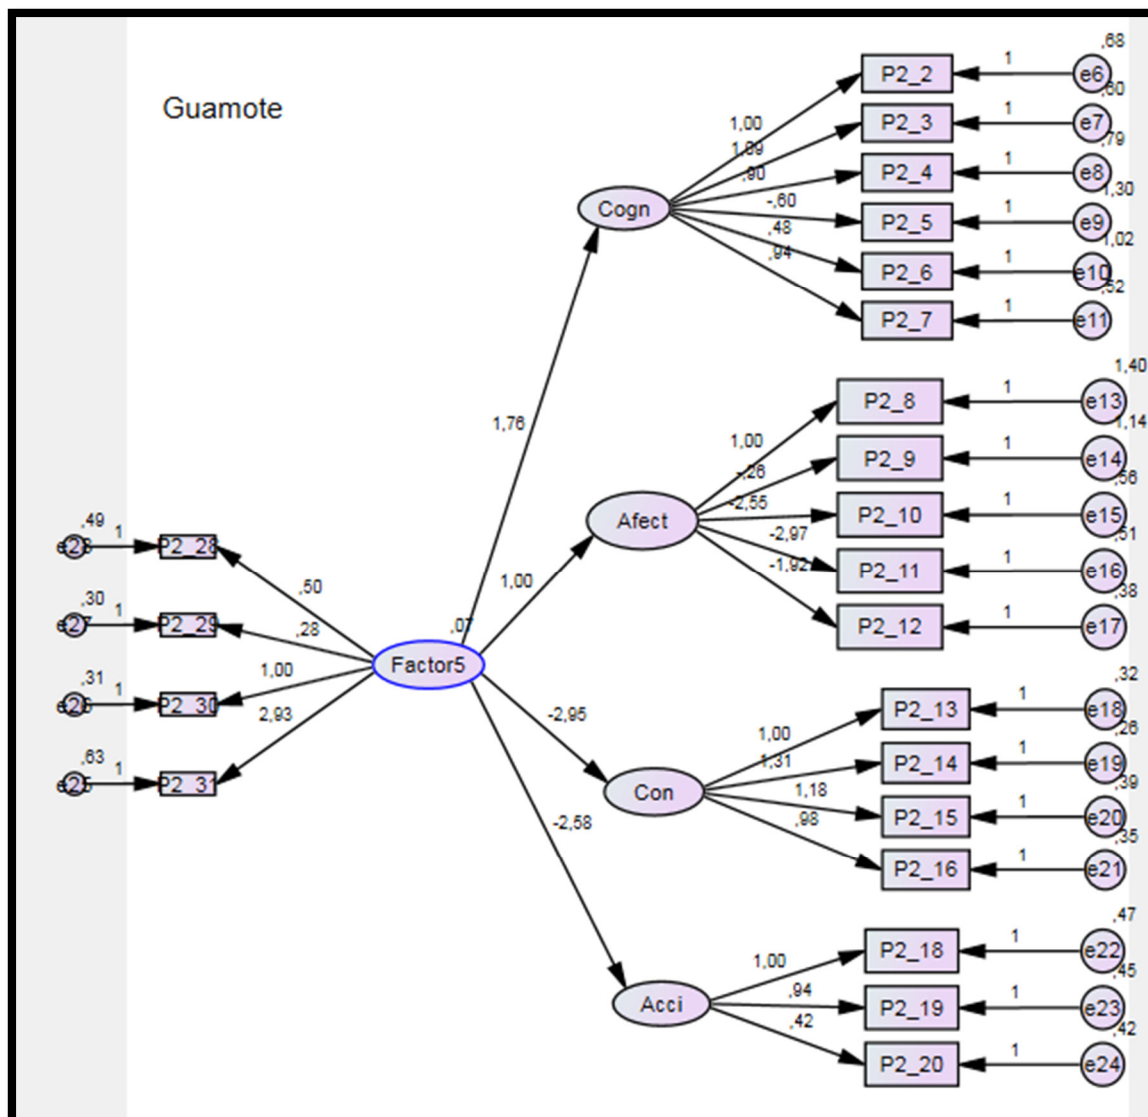 Guamote
,68
P2_2 1 e6
,60
1,00 P2_3 1 e7
,79
1,09
,90 P2_4 1 e8
1,30
Cogn -,60 P2_5 1 e9
1,02
,48
,94 P2_6 1 e10
P2_7 1 e11
1,40
P2_8 1 e13
1,14
1,76 1,00 P2_9 1 e14
,56
-,26
-2,55 P2_10 1 e15
,51
Afect -2,97 P2_11 1 e16
,38
-1,92 P2_12 1 e17
,49
1 P2_28 ,50 1,00
,30
e27 1 P2_29 ,28 ,07
Factor5
,31
1 P2_30 1,00
,63
e25 1 P2_31 2,93
-2,95
,32
P2_13 1 e18
,26
1,00
1,31 P2_14 1 e19
,39
Con 1,18 P2_15 1 e20
,35
,98 P2_16 1 e21
-2,58
,47
P2_18 1 e22
,45
1,00
Acci ,94 P2_19 1 e23
,42
,42 P2_20 1 e24